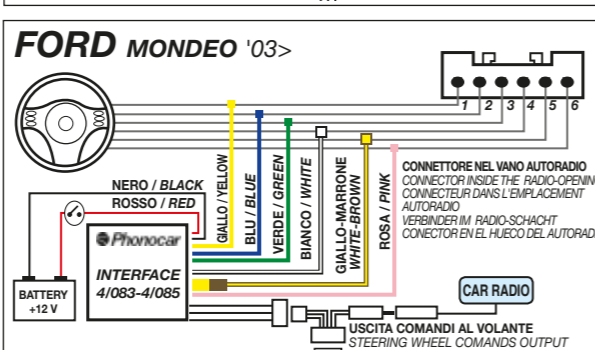 FORD MONDEO '03>
1 2 3 4 5 6
CONNETTORE NEL VANO AUTORADIO
CONNECTOR INSIDE THE RADIO-OPENIN
CONNECTEUR DANS L'EMPLACEMENT
AUTORADIO
VERBINDER IM RADIO-SCHACHT
CONECTOR EN EL HUECO DEL AUTORAD
NERO / BLACK
ROSSO / RED
GIALLO / YELLOW
BLU / BLUE
VERDE / GREEN
BIANCO / WHITE
GIALLO-MARRONE
WHITE-BROWN
ROSA / PINK
Phonocar
INTERFACE
4/083-4/085
BATTERY
+12 V
CAR RADIO
USCITA COMANDI AL VOLANTE
STEERING WHEEL COMANDS OUTPUT